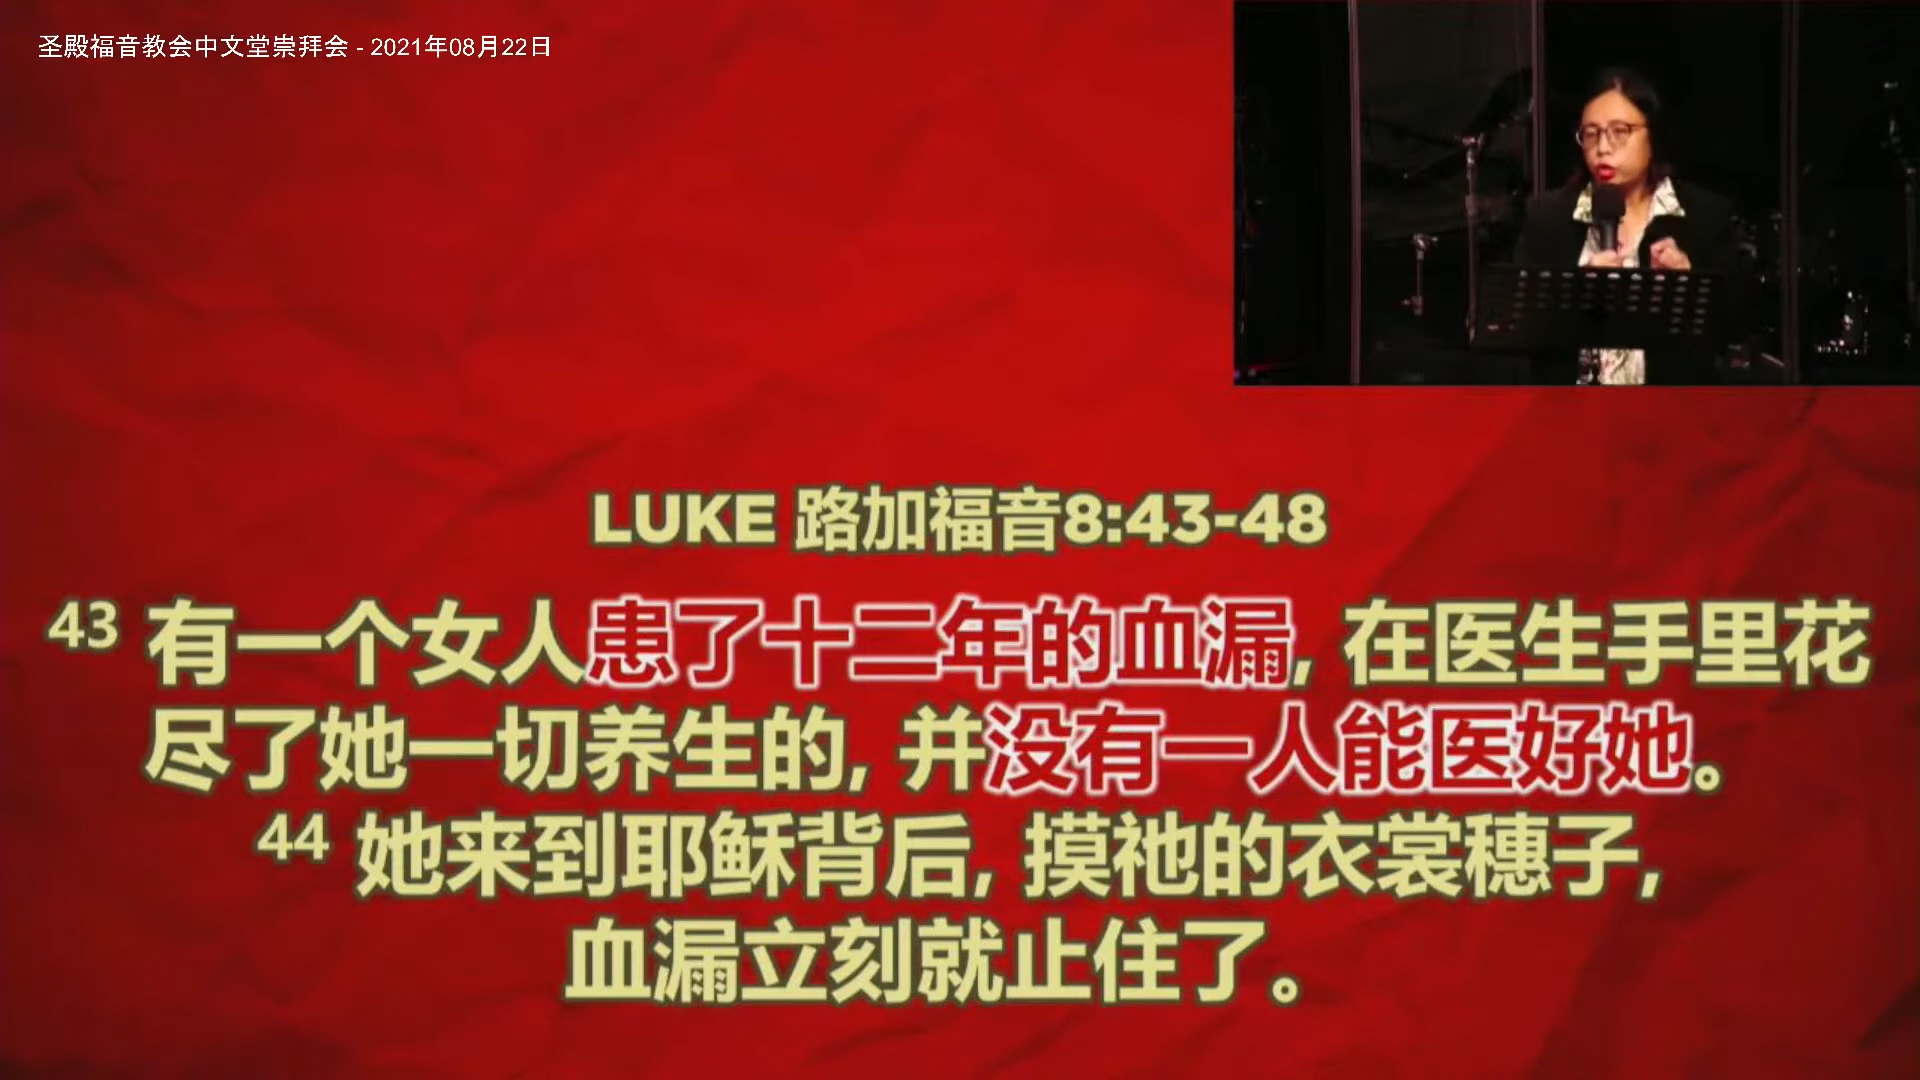 圣殿福音教会中文堂崇拜会 - 2021年08月22日
LUKE 路加福音8:43-48
43 有一个女人患了十二年的血漏, 在医生手里花
尽了她一切养生的, 并没有一人能医好她。
44 她来到耶稣背后, 摸祂的衣裳穗子,
血漏立刻就止住了。